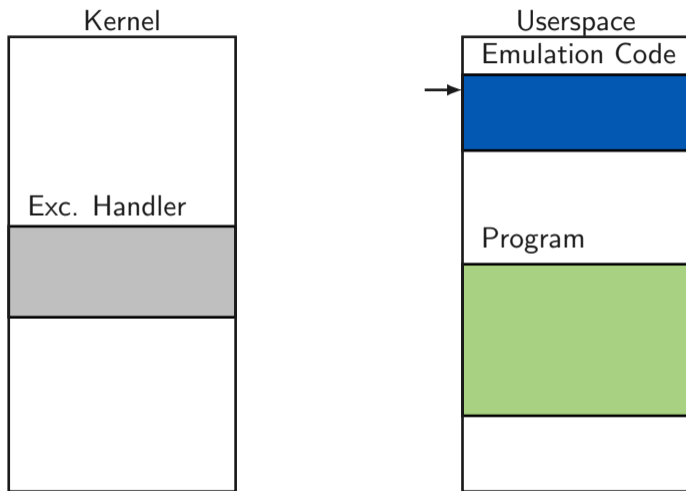 Kernel
Userspace
Emulation Code
Exc. Handler
Program